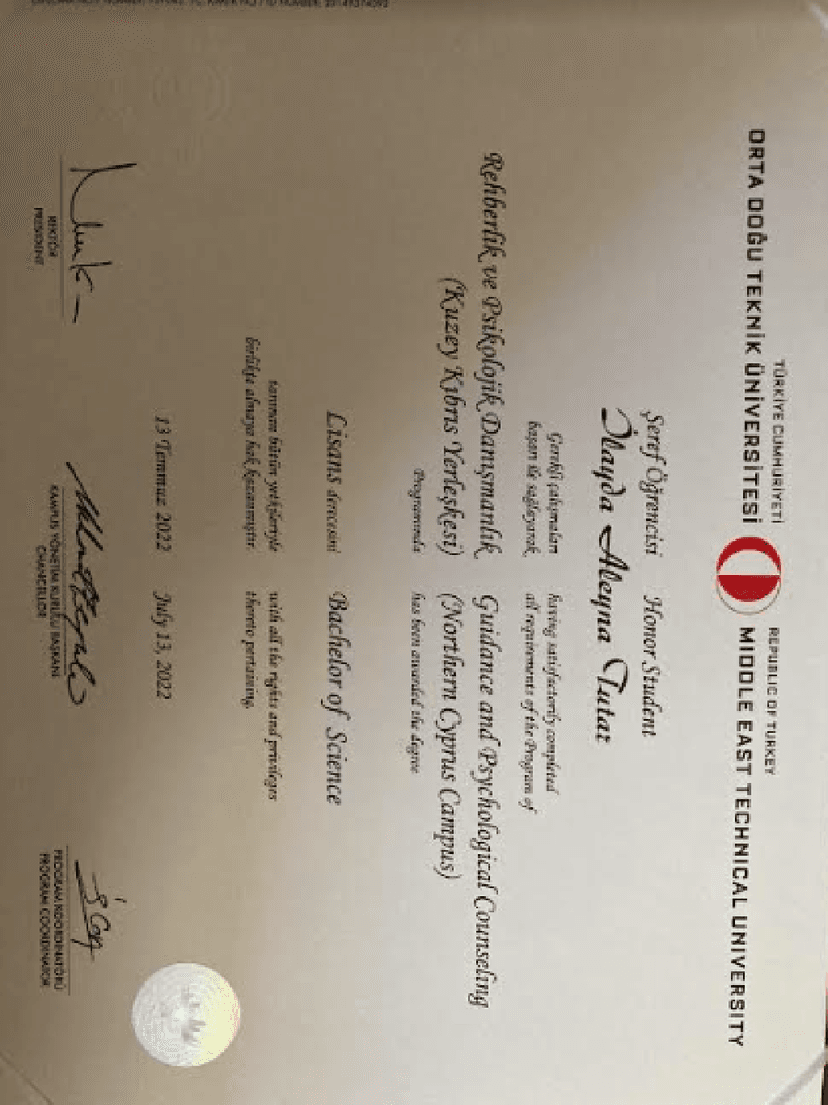 TÜRKİYE CUMHURİYETİ
REPUBLIC OF TURKEY
ORTA DOĞU TEKNİK ÜNİVERSİTESİ
MIDDLE EAST TECHNICAL UNIVERSITY
Şeref Öğrencisi
Honor Student
İlayda Aleyna Tutar
Gerekli çalışmaları
başarı ile sağlayarak
having satisfactorily completed
all requirements of the Program of
Rehberlik ve Psikolojik Danışmanlık
(Kuzey Kıbrıs Yerleşkesi)
Programında
Guidance and Psychological Counseling
(Northern Cyprus Campus)
has been awarded the degree
Lisans derecesini
Bachelor of Science
tanınan bütün yetkileriyle
birlikte almaya hak kazanmıştır.
with all the rights and privileges
thereto pertaining.
13 Temmuz 2022
July 13, 2022
REKTÖR
PRESIDENT
KAMPUS YÖNETİM KURULU BAŞKANI
CHANCELLOR
PROGRAM KOORDİNATÖRÜ
PROGRAM COORDINATOR